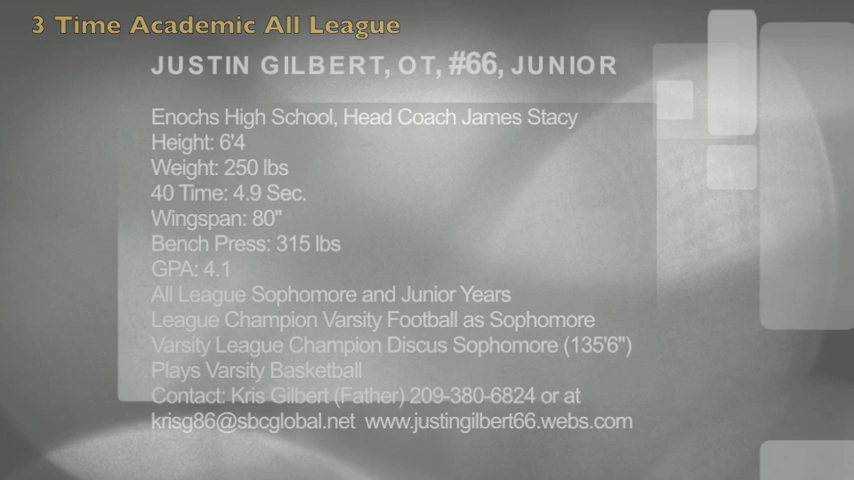 3 Time Academic All League
JUSTIN GILBERT, OT, #66, JUNIOR
Enochs High School, Head Coach James Stacy
Height: 6'4
Weight: 250 lbs
40 Time: 4.9 Sec.
Wingspan: 80"
Bench Press: 315 lbs
GPA: 4.1
All League Sophomore and Junior Years
League Champion Varsity Football as Sophomore
Varsity League Champion Discus Sophomore (135'6")
Plays Varsity Basketball
Contact: Kris Gilbert (Father) 209-380-6824 or at
krisg86@sbcglobal.net www.justingilbert66.webs.com